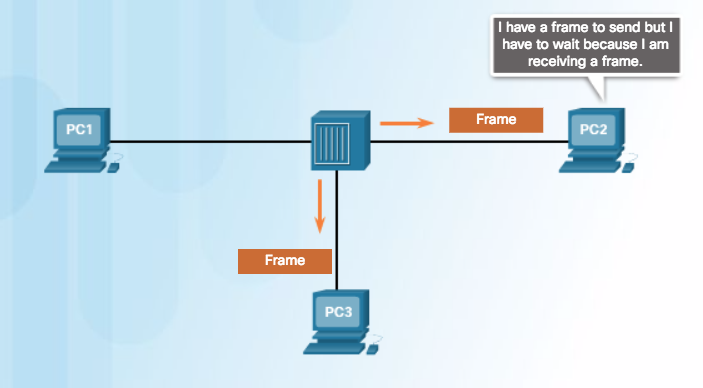 I have a frame to send but I
have to wait because I am
receiving a frame.
PC1
Frame
PC2
Frame
PC3